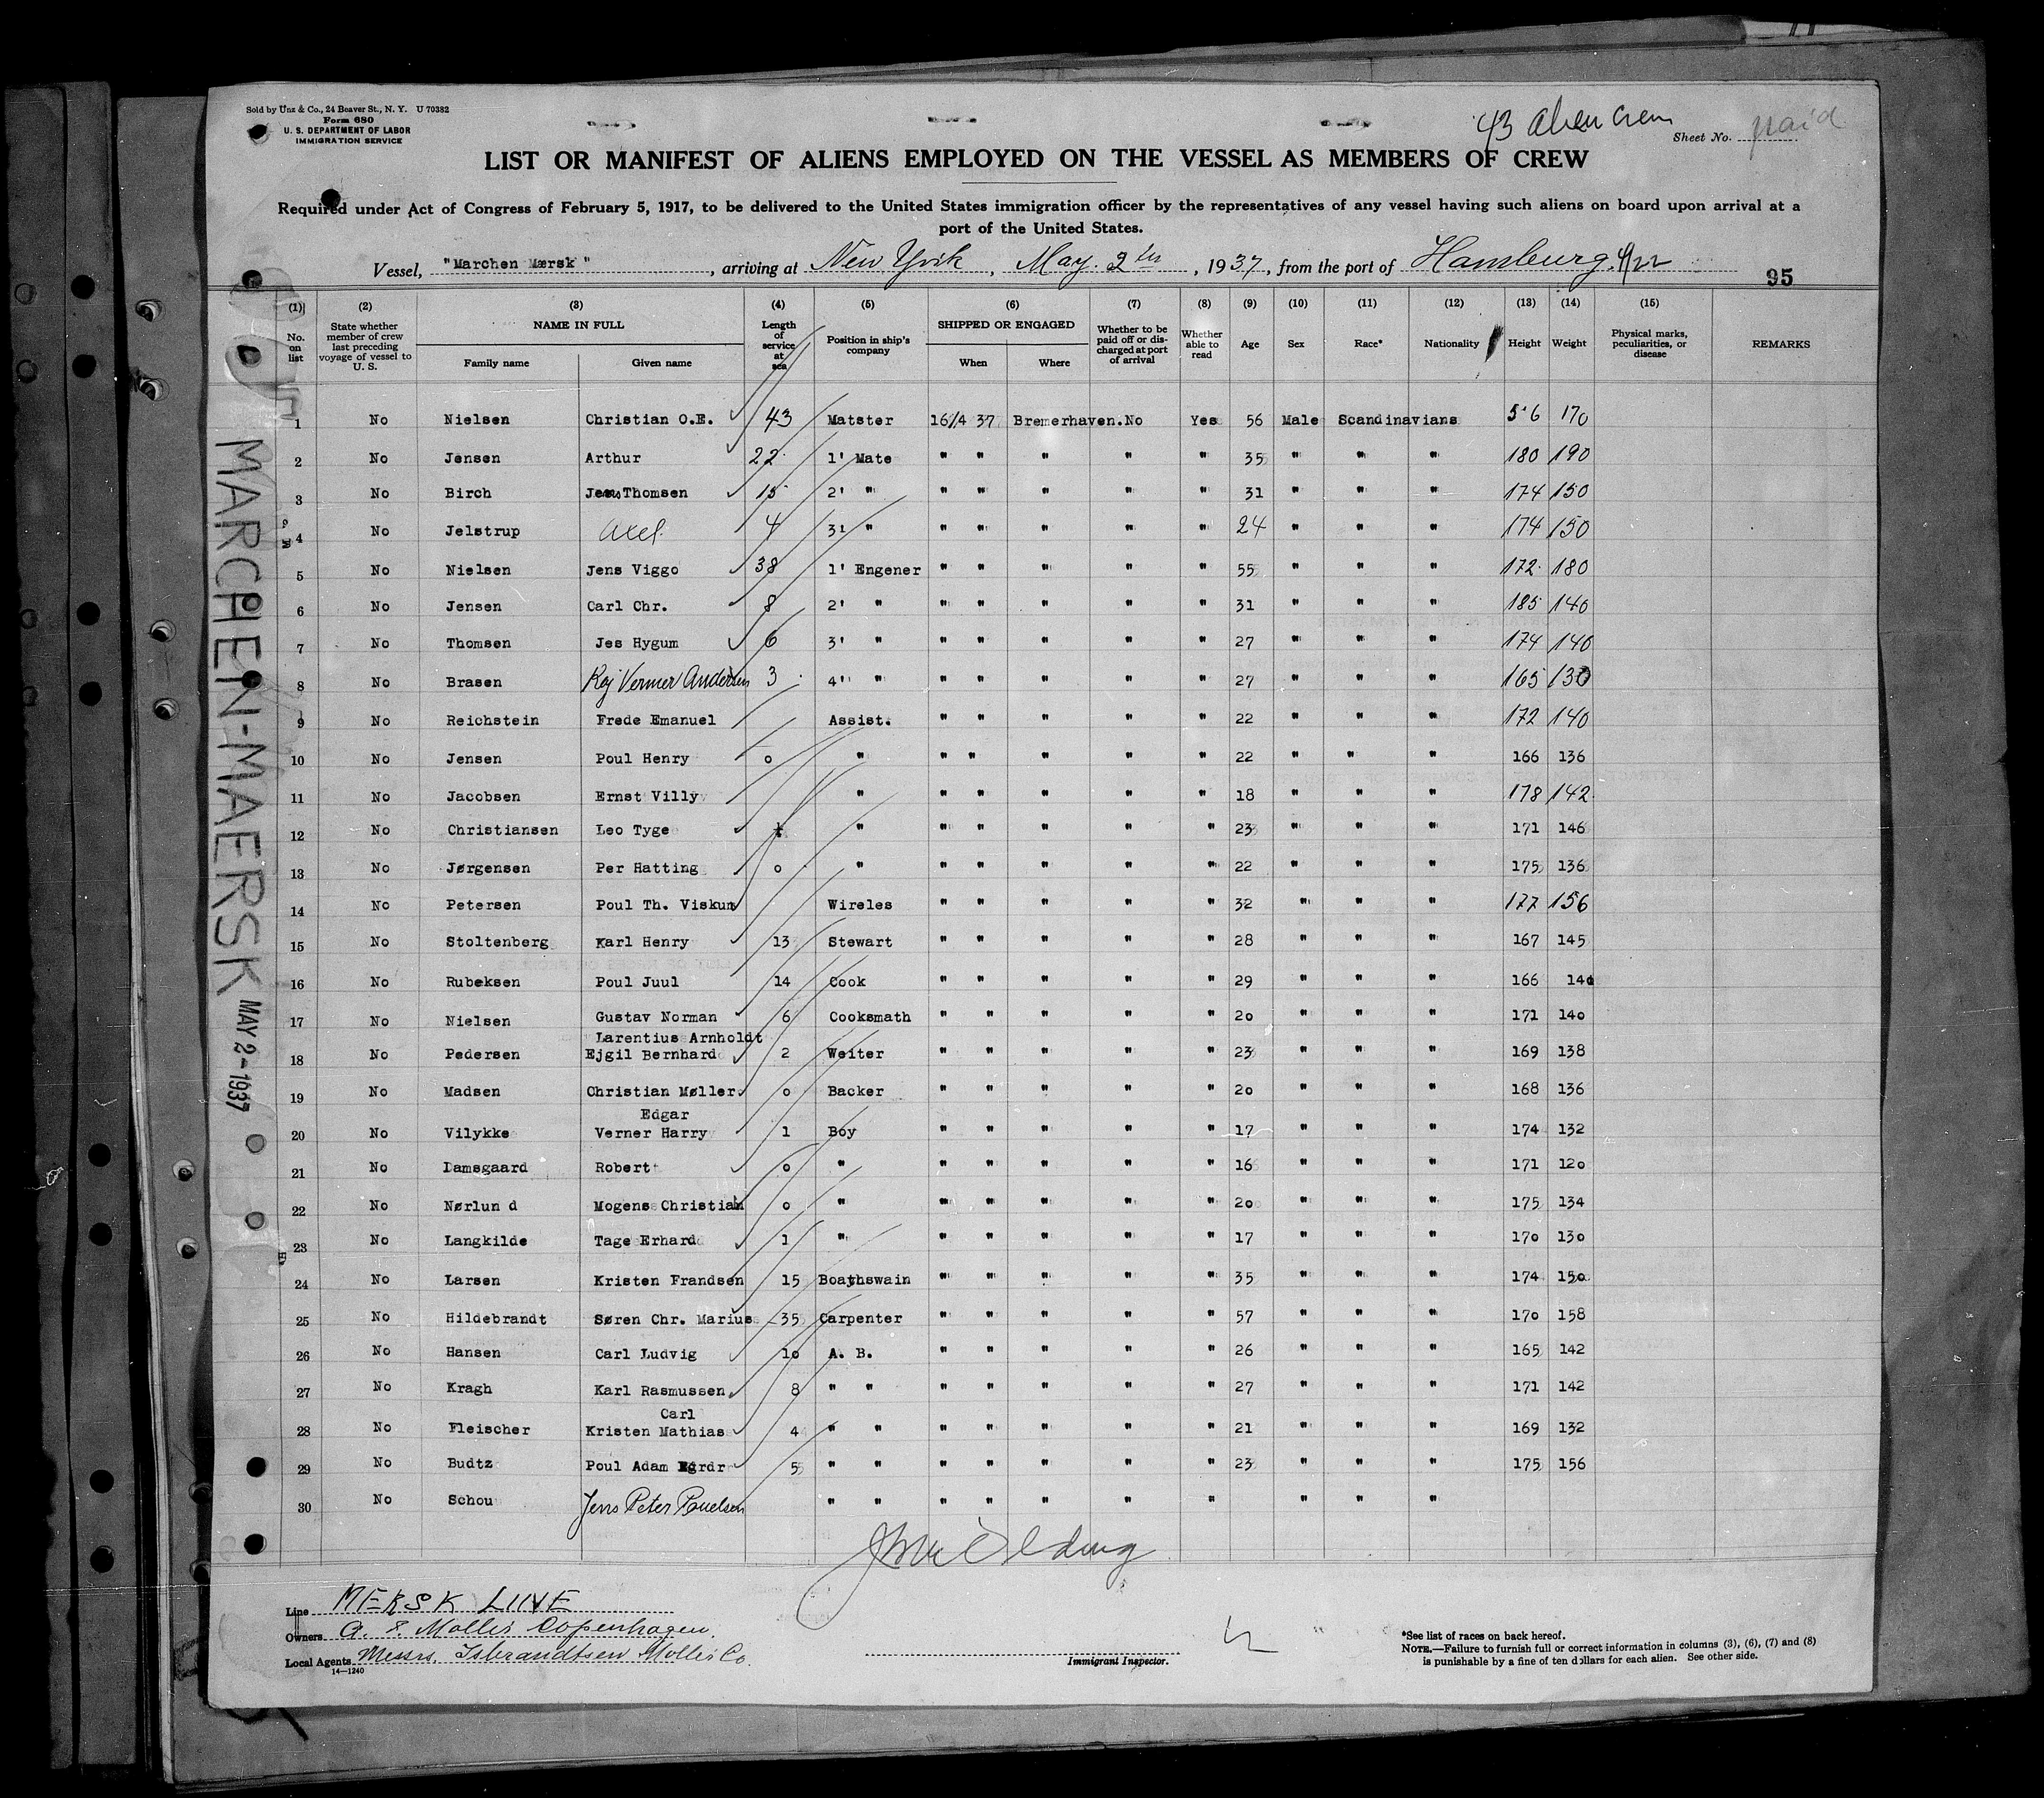 Sold by Unz & Co., 24 Beaver St., N. Y. U 70382
Form 680
U. S. DEPARTMENT OF LABOR
IMMIGRATION SERVICE
43 alien crew
Sheet No. paid
LIST OR MANIFEST OF ALIENS EMPLOYED ON THE VESSEL AS MEMBERS OF CREW
Required under Act of Congress of February 5, 1917, to be delivered to the United States immigration officer by the representatives of any vessel having such aliens on board upon arrival at a
port of the United States.
Vessel, "Marchen Mærsk", arriving at New York, May 2th, 1937, from the port of Hamburg 4/22
95
(1) No. on list (2) State whether member of crew last preceding voyage of vessel to U. S. (3) NAME IN FULL Family name Given name (4) Length of service at sea (5) Position in ship's company (6) SHIPPED OR ENGAGED When Where (7) Whether to be paid off or discharged at port of arrival (8) Whether able to read (9) Age (10) Sex (11) Race* (12) Nationality (13) Height (14) Weight (15) Physical marks, peculiarities, or disease REMARKS
1 No Nielsen Christian O.E. 43 Matster 16/4 37 Bremerhaven. No Yes 56 Male Scandinavians 5'6 170
2 No Jensen Arthur 22 1' Mate " " " " " 35 " " " 180 190
3 No Birch Jes Thomsen 15 2' " " " " " " 31 " " " 174 150
4 No Jelstrup Axel 4 3' " " " " " " 24 " " " 174 150
5 No Nielsen Jens Viggo 38 1' Engener " " " " " 55 " " " 172 180
6 No Jensen Carl Chr. 8 2' " " " " " " 31 " " " 185 140
7 No Thomsen Jes Hygum 6 3' " " " " " " 27 " " " 174 140
8 No Brasen Kaj Verner Andersen 3 4' " " " " " " 27 " " " 165 130
9 No Reichstein Frede Emanuel Assist. " " " " " 22 " " " 172 140
10 No Jensen Poul Henry o " " " " " " 22 " " " 166 136
11 No Jacobsen Ernst Villy " " " " " " 18 " " " 178 142
12 No Christiansen Leo Tyge " " " " " " 23 " " " 171 146
13 No Jørgensen Per Hatting o " " " " " " 22 " " " 175 136
14 No Petersen Poul Th. Viskum Wireles " " " " " 32 " " " 177 156
15 No Stoltenberg Karl Henry 13 Stewart " " " " " 28 " " " 167 145
16 No Rubeksen Poul Juul 14 Cook " " " " " 29 " " " 166 140
17 No Nielsen Gustav Norman 6 Cooksmath " " " " " 20 " " " 171 140
Larentius Arnholdt
18 No Pedersen Ejgil Bernhard 2 Weiter " " " " " 23 " " " 169 138
19 No Madsen Christian Møller o Backer " " " " " 20 " " " 168 136
Edgar
20 No Vilykke Verner Harry 1 Boy " " " " " 17 " " " 174 132
21 No Damsgaard Robert o " " " " " " 16 " " " 171 120
22 No Nørlun d Mogens Christian o " " " " " " 20 " " " 175 134
23 No Langkilde Tage Erhard 1 " " " " " " 17 " " " 170 130
24 No Larsen Kristen Frandsen 15 Boathswain " " " " " 35 " " " 174 150
25 No Hildebrandt Søren Chr. Marius 35 Carpenter " " " " " 57 " " " 170 158
26 No Hansen Carl Ludvig 10 A. B. " " " " " 26 " " " 165 142
27 No Kragh Karl Rasmussen 8 " " " " " " " 27 " " " 171 142
Carl
28 No Fleischer Kristen Mathias 4 " " " " " " " 21 " " " 169 132
29 No Budtz Poul Adam 5 " " " " " " " 23 " " " 175 156
30 No Schou Jens Peter Pouelsen " " " " " " " " " "
Line MERSK LINE
Owners A. P. Moller Copenhagen.
Local Agents Messrs. Isbrandtsen Moller Co.
14—1240
Immigrant Inspector.
*See list of races on back hereof.
NOTE.—Failure to furnish full or correct information in columns (3), (6), (7) and (8)
is punishable by a fine of ten dollars for each alien. See other side.
MARCHEN-MAERSK MAY 2-1937